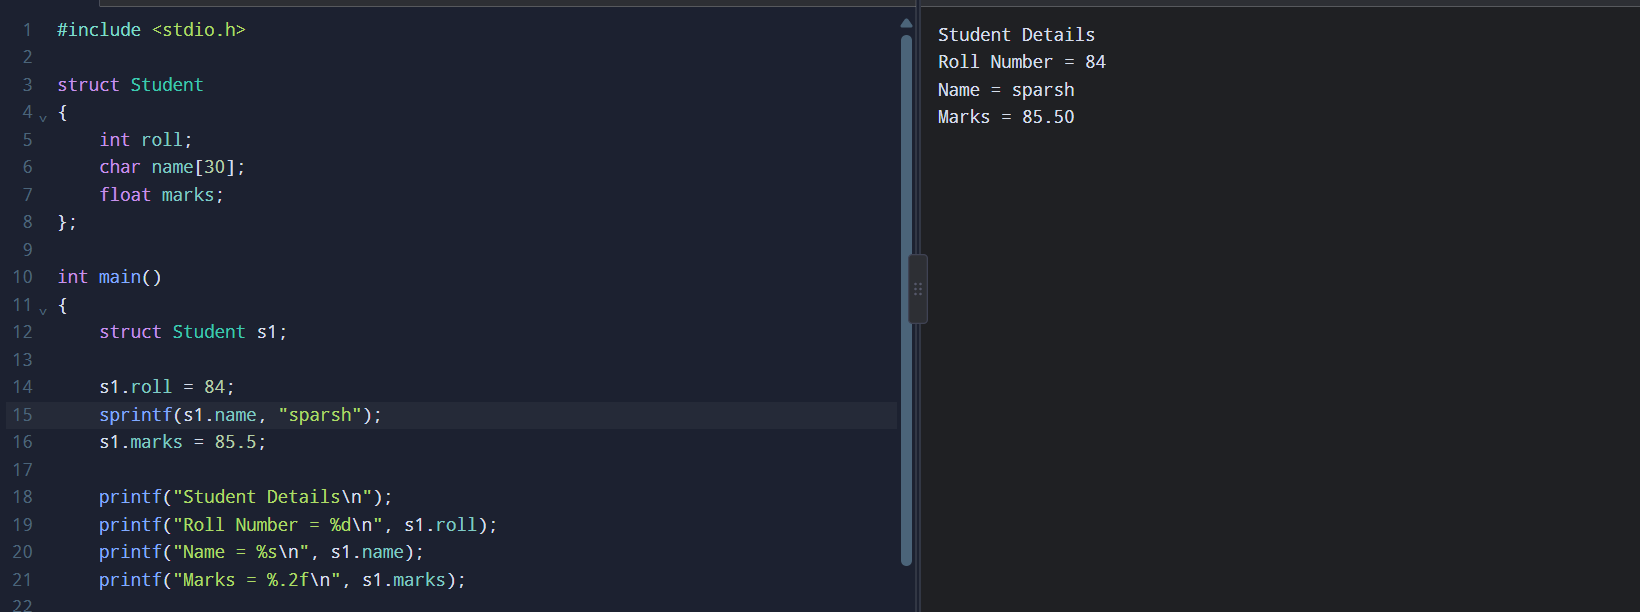 1 #include <stdio.h>
2
3 struct Student
4 {
5     int roll;
6     char name[30];
7     float marks;
8 };
9
10 int main()
11 {
12     struct Student s1;
13
14     s1.roll = 84;
15     sprintf(s1.name, "sparsh");
16     s1.marks = 85.5;
17
18     printf("Student Details\n");
19     printf("Roll Number = %d\n", s1.roll);
20     printf("Name = %s\n", s1.name);
21     printf("Marks = %.2f\n", s1.marks);
22
Student Details
Roll Number = 84
Name = sparsh
Marks = 85.50